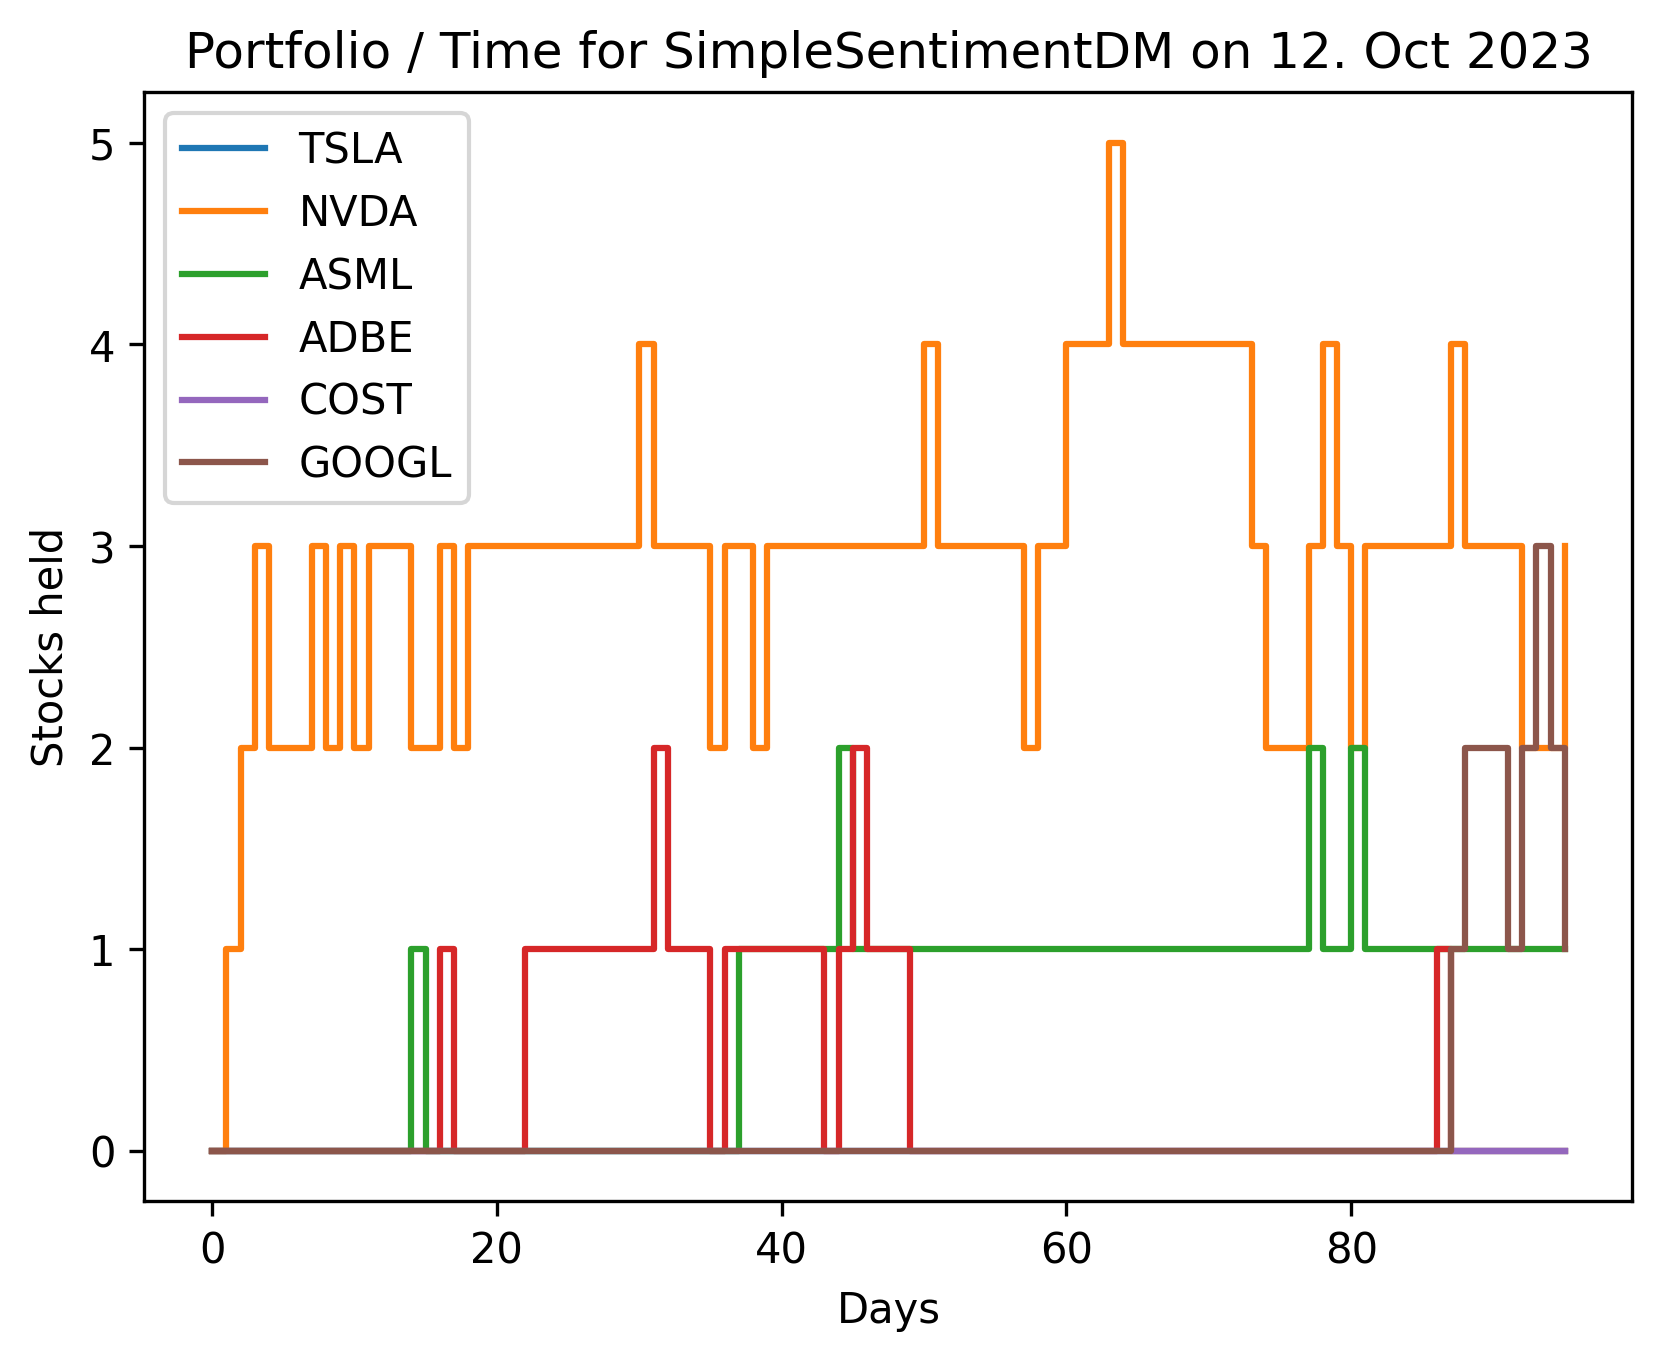 Portfolio / Time for SimpleSentimentDM on 12. Oct 2023
TSLA
NVDA
ASML
ADBE
COST
GOOGL
Stocks held
5
4
3
2
1
0
0 20 40 60 80
Days